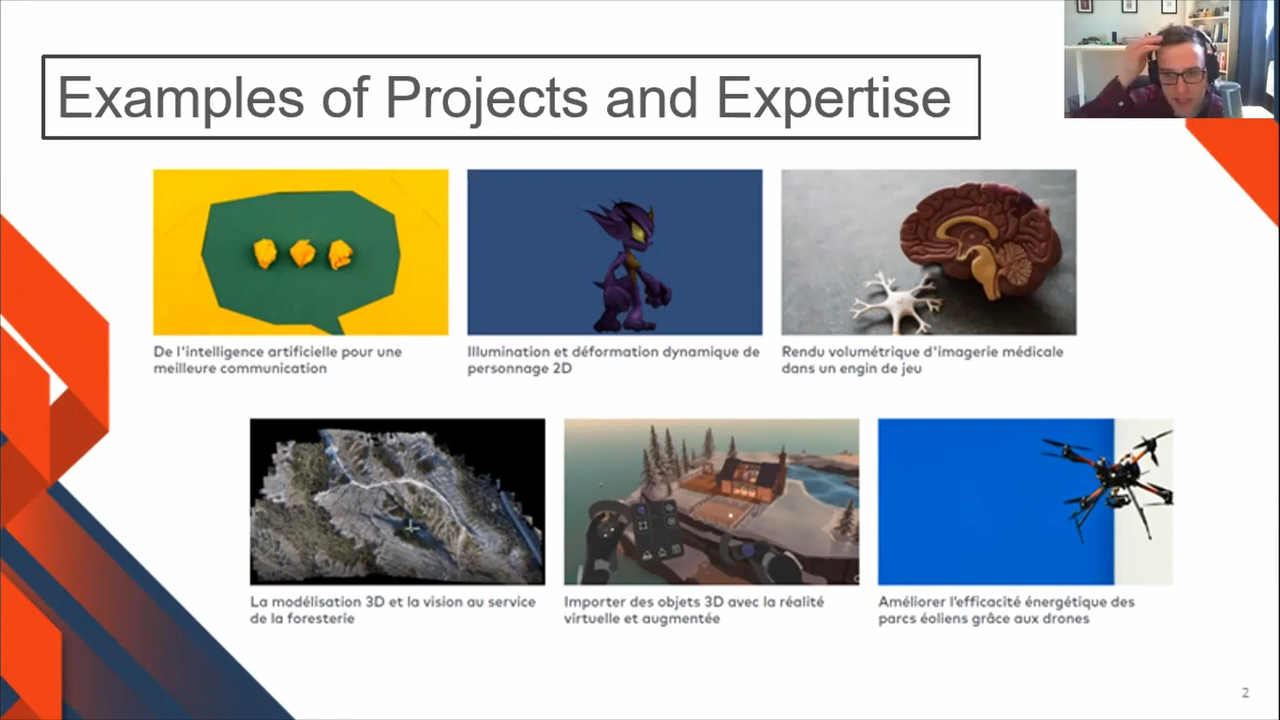 Examples of Projects and Expertise
De l'intelligence artificielle pour une
meilleure communication
Illumination et déformation dynamique de
personnage 2D
Rendu volumétrique d'imagerie médicale
dans un engin de jeu
La modélisation 3D et la vision au service
de la foresterie
Importer des objets 3D avec la réalité
virtuelle et augmentée
Améliorer l'efficacité énergétique des
parcs éoliens grâce aux drones
2